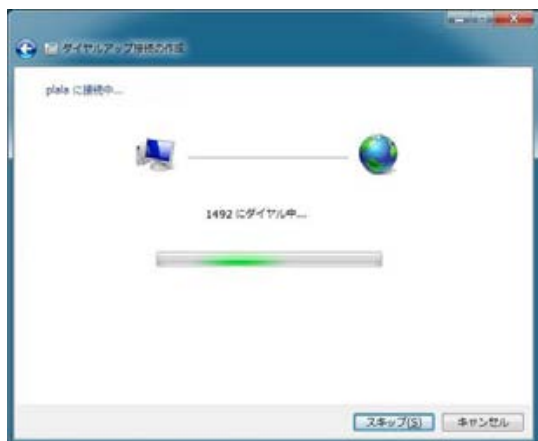 ダイヤルアップ接続の作成
plala に接続中...
1492 にダイヤル中...
スキップ(S)
キャンセル